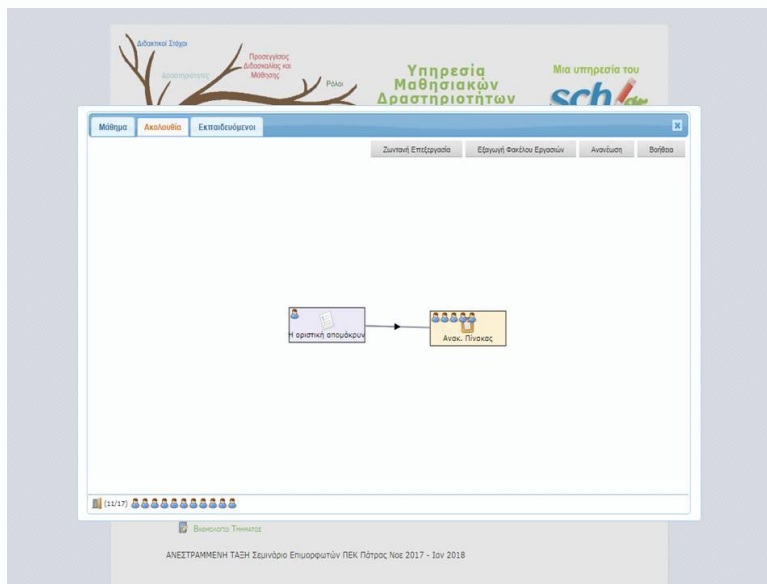 Διδακτικοί Στόχοι
Προσεγγίσεις
Διδασκαλίας και
Μάθησης
Δραστηριότητες
Ρόλοι
Υπηρεσία
Μαθησιακών
Δραστηριοτήτων
Μια υπηρεσία του
sch
Μάθημα
Ακολουθία
Εκπαιδευόμενοι
x
Ζωντανή Επεξεργασία
Εξαγωγή Φακέλου Εργασιών
Ανανέωση
Βοήθεια
Η οριστική απομάκρυν
Ανακ. Πίνακας
(11/17)
Βαθμολόγιο Τμήματος
ΑΝΕΣΤΡΑΜΜΕΝΗ ΤΑΞΗ Σεμινάριο Επιμορφωτών ΠΕΚ Πάτρας Νοε 2017 - Ιαν 2018